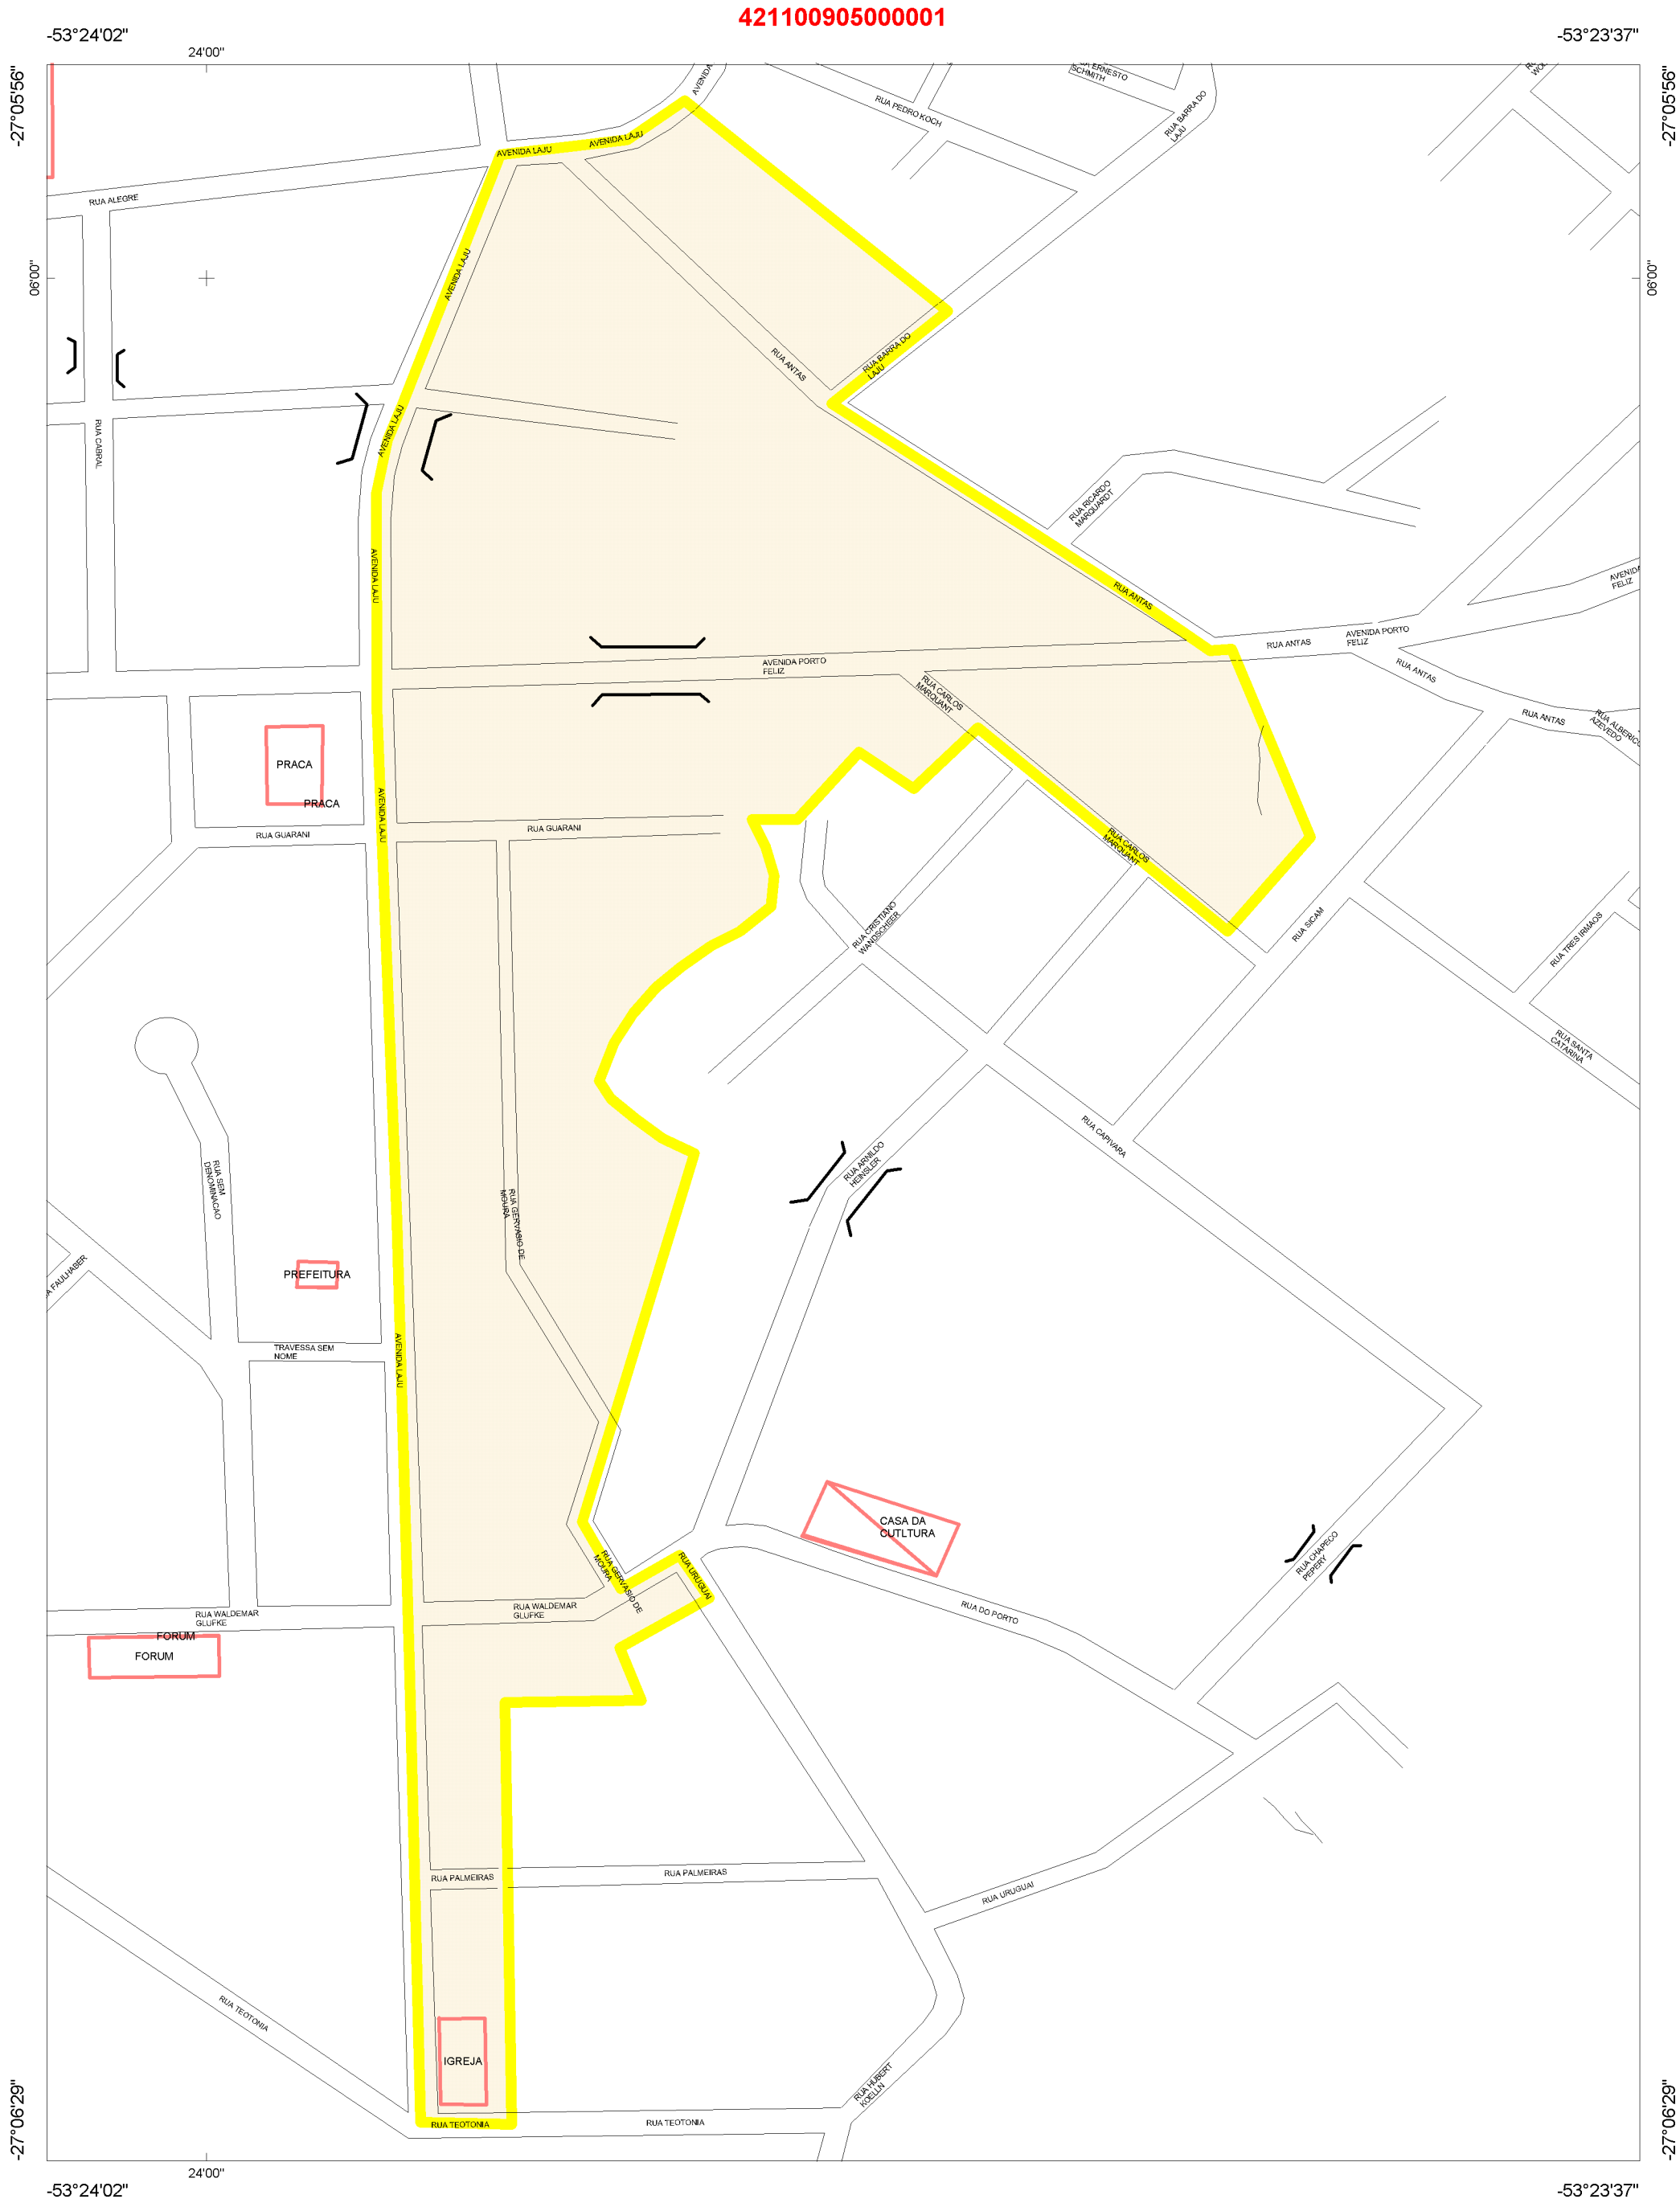 421100905000001
-53°24'02"
-53°23'37"
24'00"
-27°05'56"
-27°05'56"
AVENIDA
ERNESTO
SCHMITH
RUA PEDRO KOCH
RUA BARRA DO
LAJU
AVENIDA LAJU
AVENIDA LAJU
RUA ALEGRE
AVENIDA LAJU
06'00"
06'00"
RUA ANTAS
RUA BARRA DO
LAJU
AVENIDA LAJU
RUA CABRAL
RUA RICARDO
MARQUARDT
AVENIDA LAJU
RUA ANTAS
AVENIDA
FELIZ
RUA ANTAS
AVENIDA PORTO
FELIZ
AVENIDA PORTO
FELIZ
RUA ANTAS
RUA CARLOS
MARQUANT
RUA ANTAS
RUA ALBERICO
AZEVEDO
PRACA
PRACA
AVENIDA LAJU
RUA GUARANI
RUA GUARANI
RUA CARLOS
MARQUANT
RUA CRISTIANO
WANDSCHEER
RUA SICAM
RUA TRES IRMAOS
RUA SANTA
CATARINA
RUA CAPIVARA
RUA ARNILDO
HEINSLER
RUA SEM
DENOMINACAO
RUA GERVASIO DE
MOURA
A FAULHABER
PREFEITURA
TRAVESSA SEM
NOME
AVENIDA LAJU
CASA DA
CUTLTURA
RUA CHAPECO
PEPERY
RUA GERVASIO DE
MOURA
RUA URUGUAI
RUA WALDEMAR
GLUFKE
RUA WALDEMAR
GLUFKE
RUA DO PORTO
FORUM
FORUM
RUA PALMEIRAS
RUA PALMEIRAS
RUA URUGUAI
RUA TEOTONIA
IGREJA
RUA HUBERT
KOELLN
RUA TEOTONIA
RUA TEOTONIA
-27°06'29"
-27°06'29"
24'00"
-53°24'02"
-53°23'37"